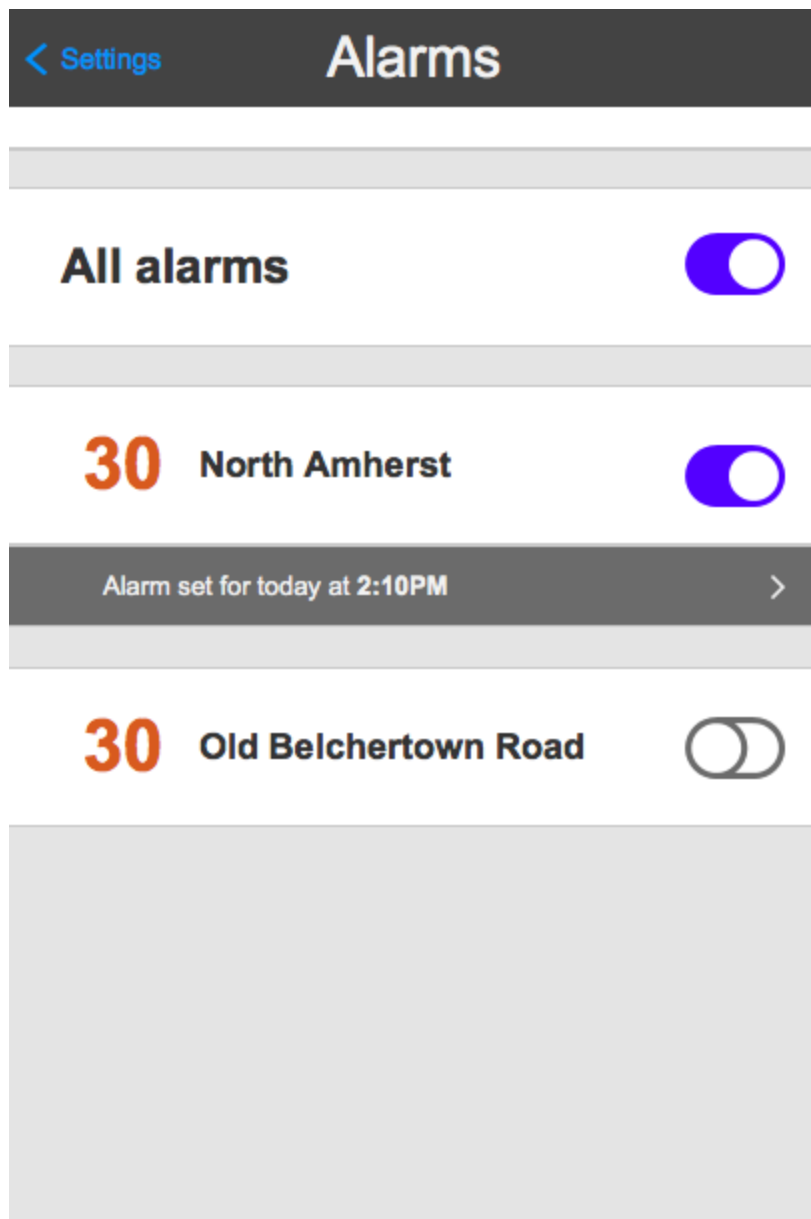 Settings Alarms
All alarms
30 North Amherst
Alarm set for today at 2:10PM
30 Old Belchertown Road